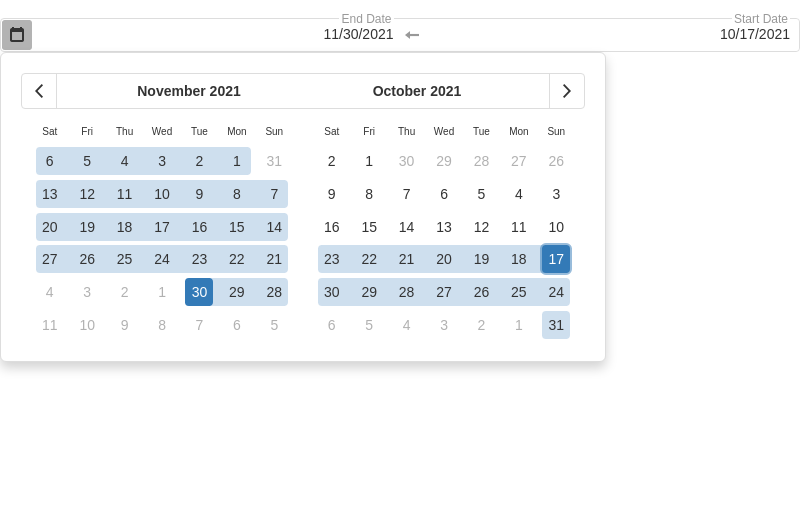 End Date Start Date
11/30/2021 10/17/2021
November 2021 October 2021
Sat Fri Thu Wed Tue Mon Sun Sat Fri Thu Wed Tue Mon Sun
6 5 4 3 2 1 31 2 1 30 29 28 27 26
13 12 11 10 9 8 7 9 8 7 6 5 4 3
20 19 18 17 16 15 14 16 15 14 13 12 11 10
27 26 25 24 23 22 21 23 22 21 20 19 18 17
4 3 2 1 30 29 28 30 29 28 27 26 25 24
11 10 9 8 7 6 5 6 5 4 3 2 1 31